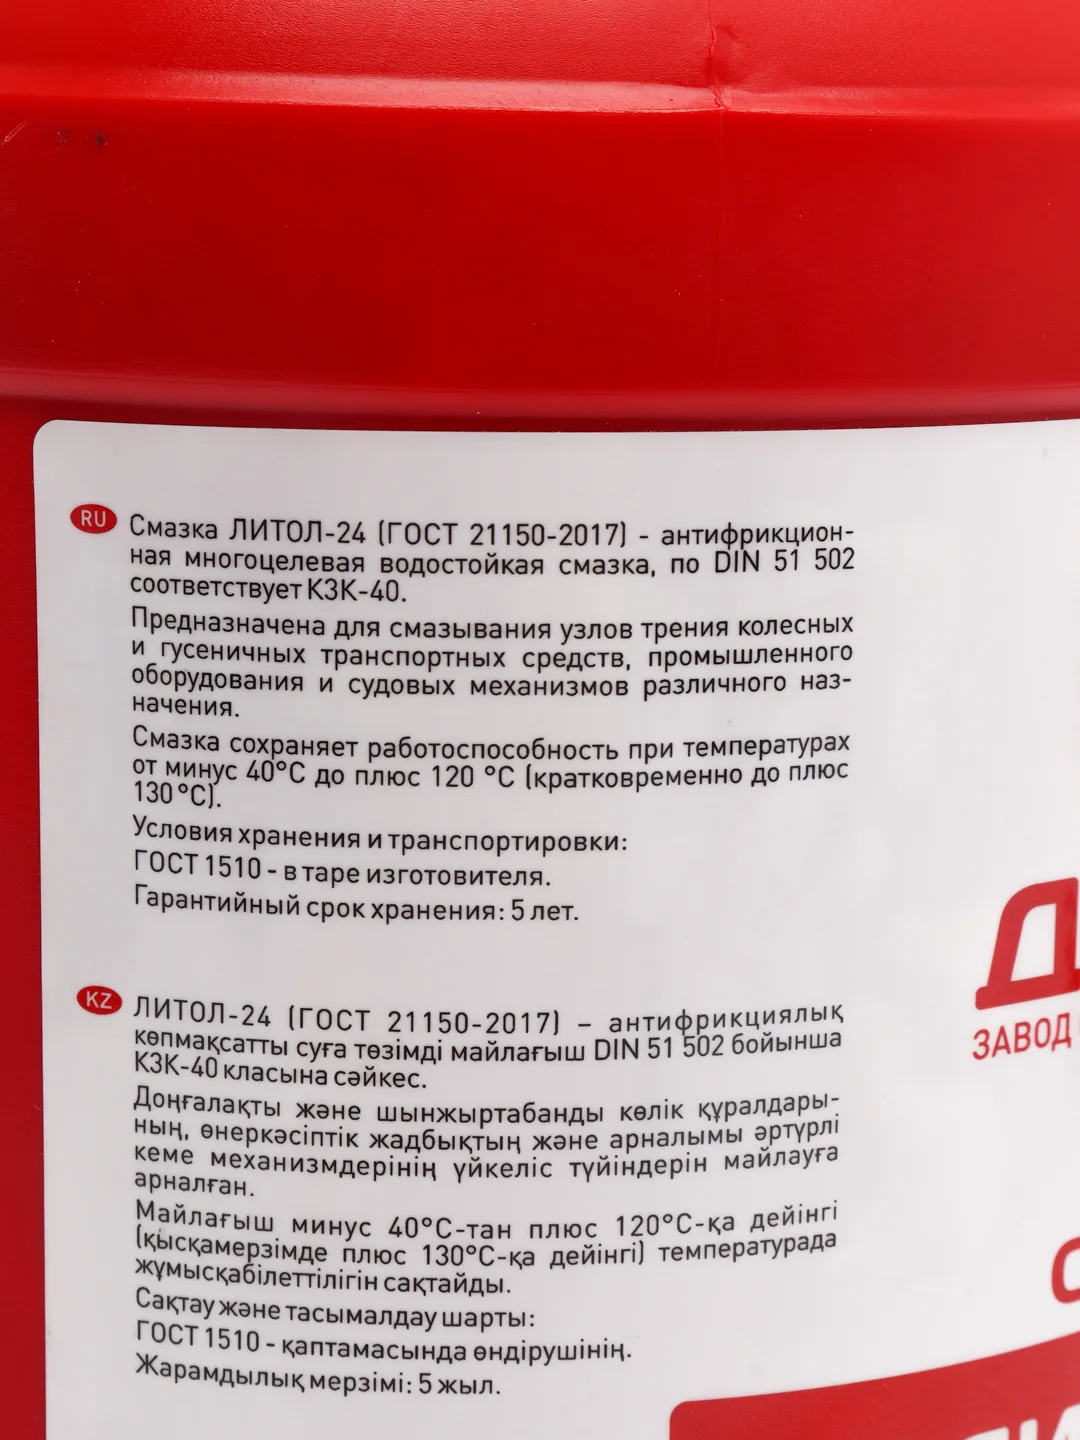 RU
Смазка ЛИТОЛ-24 (ГОСТ 21150-2017) - антифрикцион-
ная многоцелевая водостойкая смазка, по DIN 51 502
соответствует КЗК-40.
Предназначена для смазывания узлов трения колесных
и гусеничных транспортных средств, промышленного
оборудования и судовых механизмов различного наз-
начения.
Смазка сохраняет работоспособность при температурах
от минус 40°C до плюс 120 °C (кратковременно до плюс
130 °C).
Условия хранения и транспортировки:
ГОСТ 1510 - в таре изготовителя.
Гарантийный срок хранения: 5 лет.
KZ
ЛИТОЛ-24 (ГОСТ 21150-2017) – антифрикциялық
көпмақсатты суға төзімді майлағыш DIN 51 502 бойынша
КЗК-40 класына сәйкес.
Доңғалақты және шынжыртабанды көлік құралдары-
ның, өнеркәсіптік жадбықтың және арналымы әртүрлі
кеме механизмдерінің үйкеліс түйіндерін майлауға
арналған.
Майлағыш минус 40°C-тан плюс 120°C-қа дейінгі
(қысқамерзімде плюс 130°C-қа дейінгі) температурада
жұмысқабілеттілігін сақтайды.
Сақтау және тасымалдау шарты:
ГОСТ 1510 - қаптамасында өндірушінің.
Жарамдылық мерзімі: 5 жыл.
Д
ЗАВОД